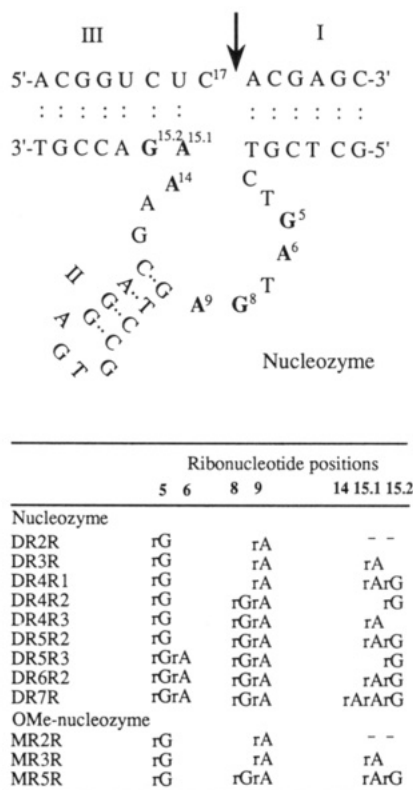 III I
5'-A C G G U C U C17 A C G A G C-3'
: : : : : : : : : : : : :
3'-T G C C A G15.2 A15.1 T G C T C G-5'
A14 C
A T
G G5
A6
C··G T
A··T A9 G8
II G··C
G··C
A G
G T
Nucleozyme
Ribonucleotide positions
5 6 8 9 14 15.1 15.2
Nucleozyme
DR2R rG rA - -
DR3R rG rA rA
DR4R1 rG rA rArG
DR4R2 rG rGrA rG
DR4R3 rG rGrA rA
DR5R2 rG rGrA rArG
DR5R3 rGrA rGrA rG
DR6R2 rGrA rGrA rArG
DR7R rGrA rGrA rArArG
OMe-nucleozyme
MR2R rG rA - -
MR3R rG rA rA
MR5R rG rGrA rArG